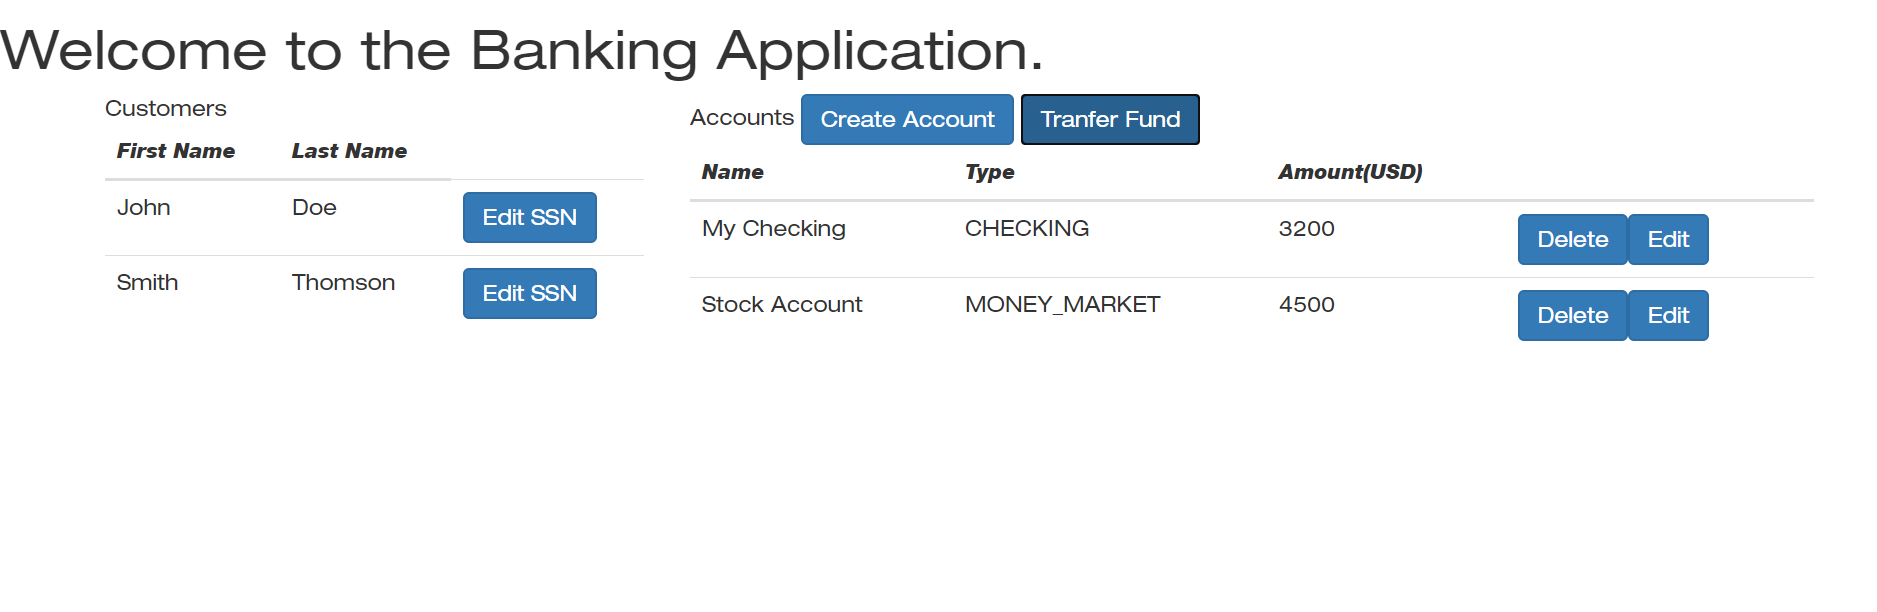 Welcome to the Banking Application.
Customers
First Name Last Name
John Doe Edit SSN
Smith Thomson Edit SSN
Accounts Create Account Tranfer Fund
Name Type Amount(USD)
My Checking CHECKING 3200 Delete Edit
Stock Account MONEY_MARKET 4500 Delete Edit